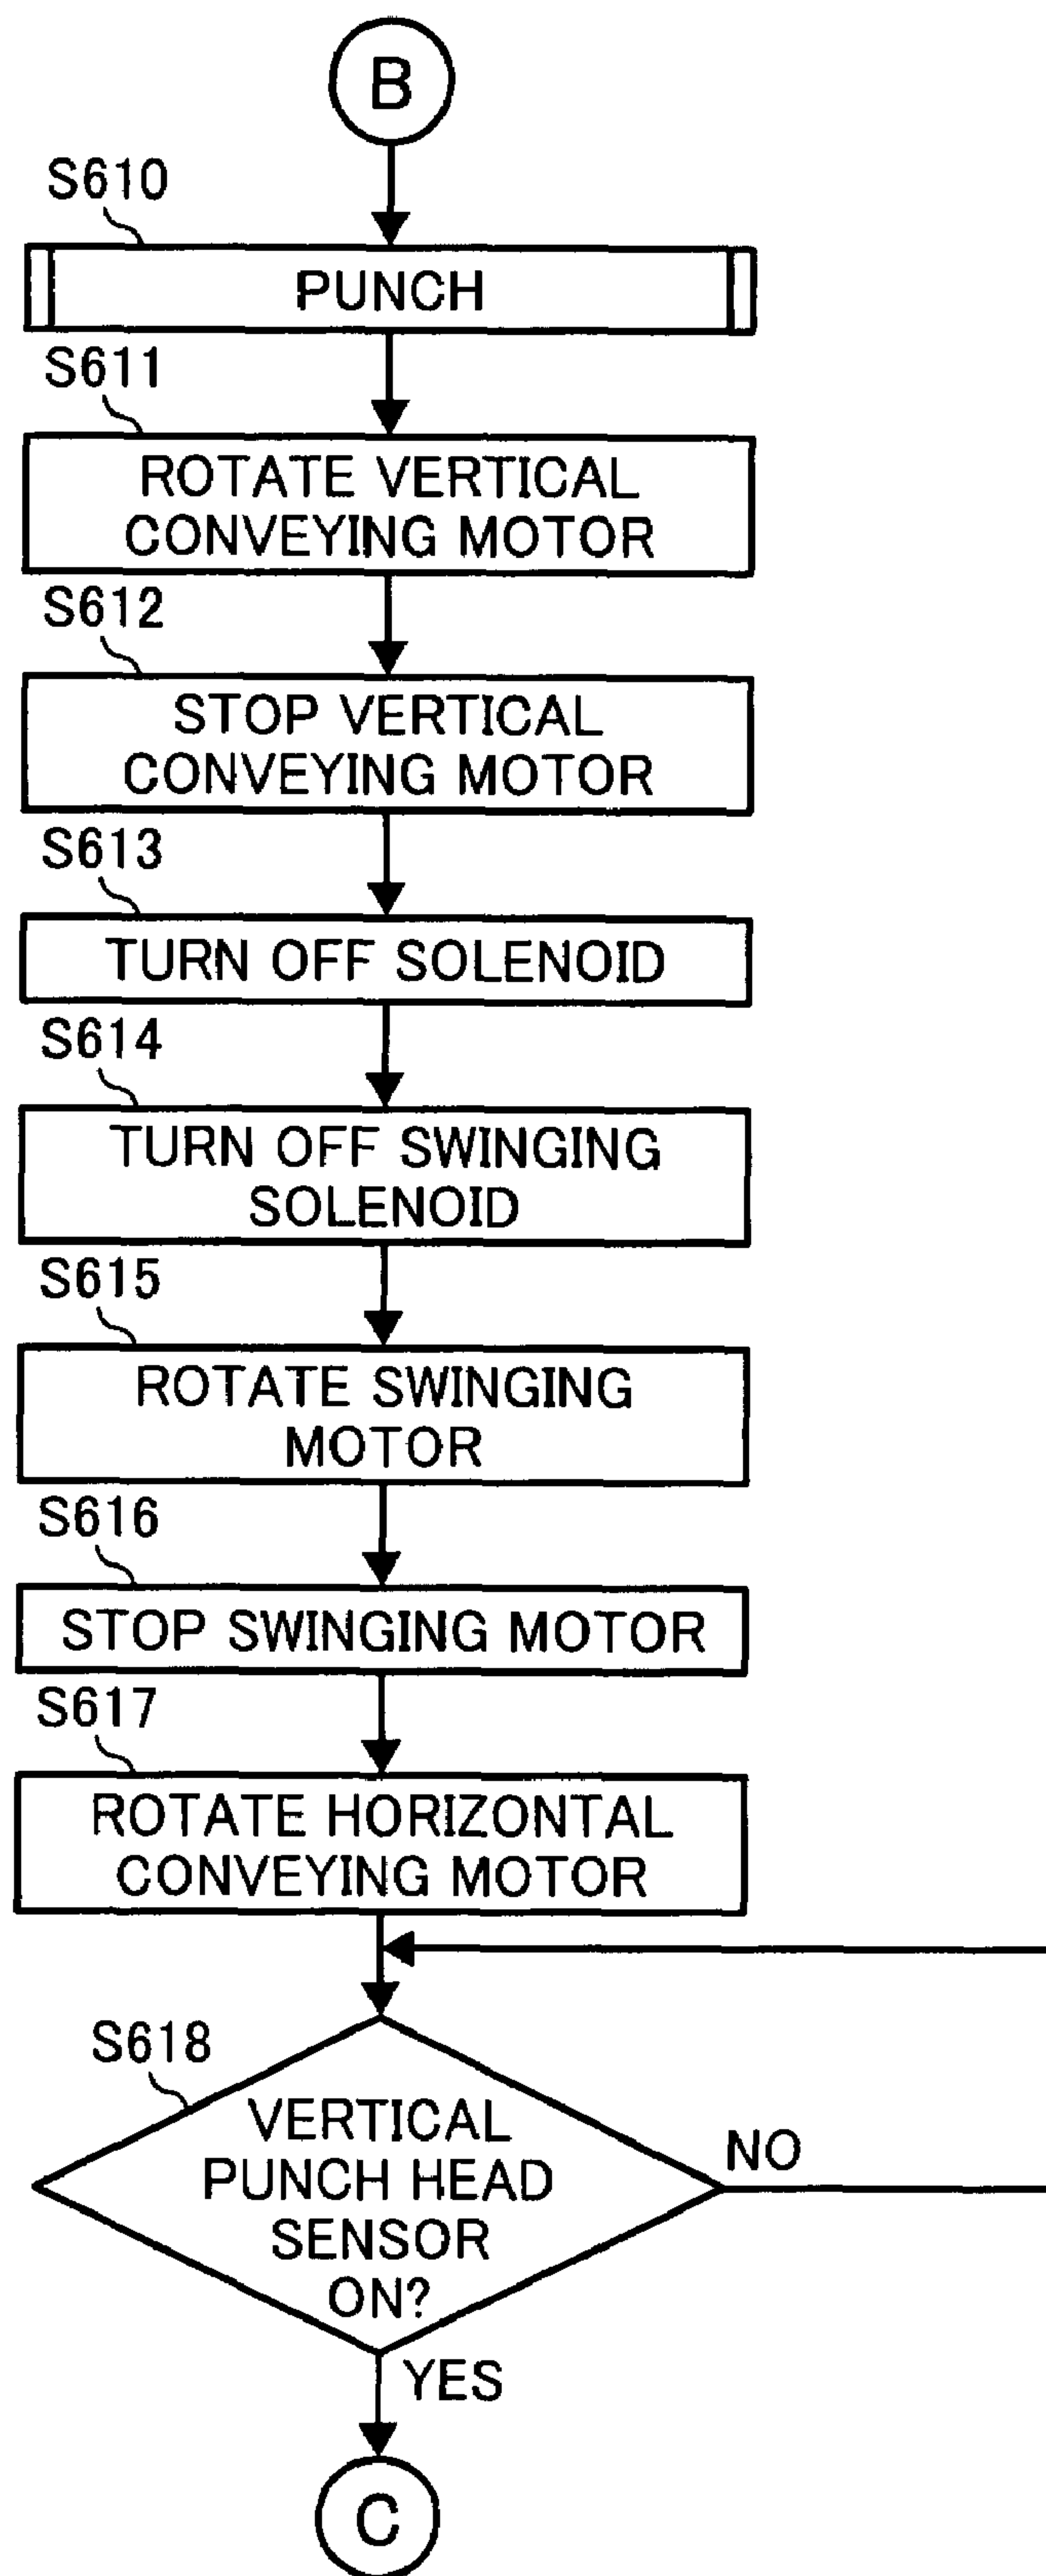 B
S610
PUNCH
S611
ROTATE VERTICAL
CONVEYING MOTOR
S612
STOP VERTICAL
CONVEYING MOTOR
S613
TURN OFF SOLENOID
S614
TURN OFF SWINGING
SOLENOID
S615
ROTATE SWINGING
MOTOR
S616
STOP SWINGING MOTOR
S617
ROTATE HORIZONTAL
CONVEYING MOTOR
S618
VERTICAL
PUNCH HEAD
SENSOR
ON?
NO
YES
C